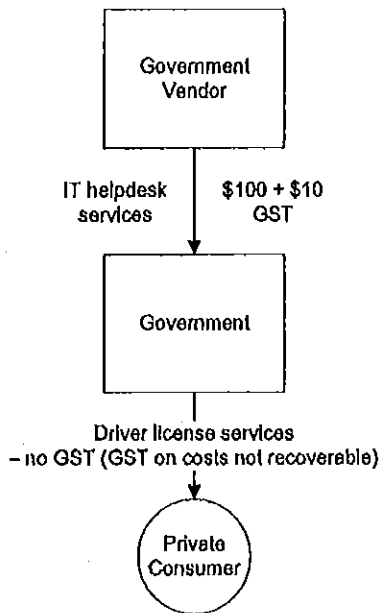 Government
Vendor
IT helpdesk
services
$100 + $10
GST
Government
Driver license services
– no GST (GST on costs not recoverable)
Private
Consumer